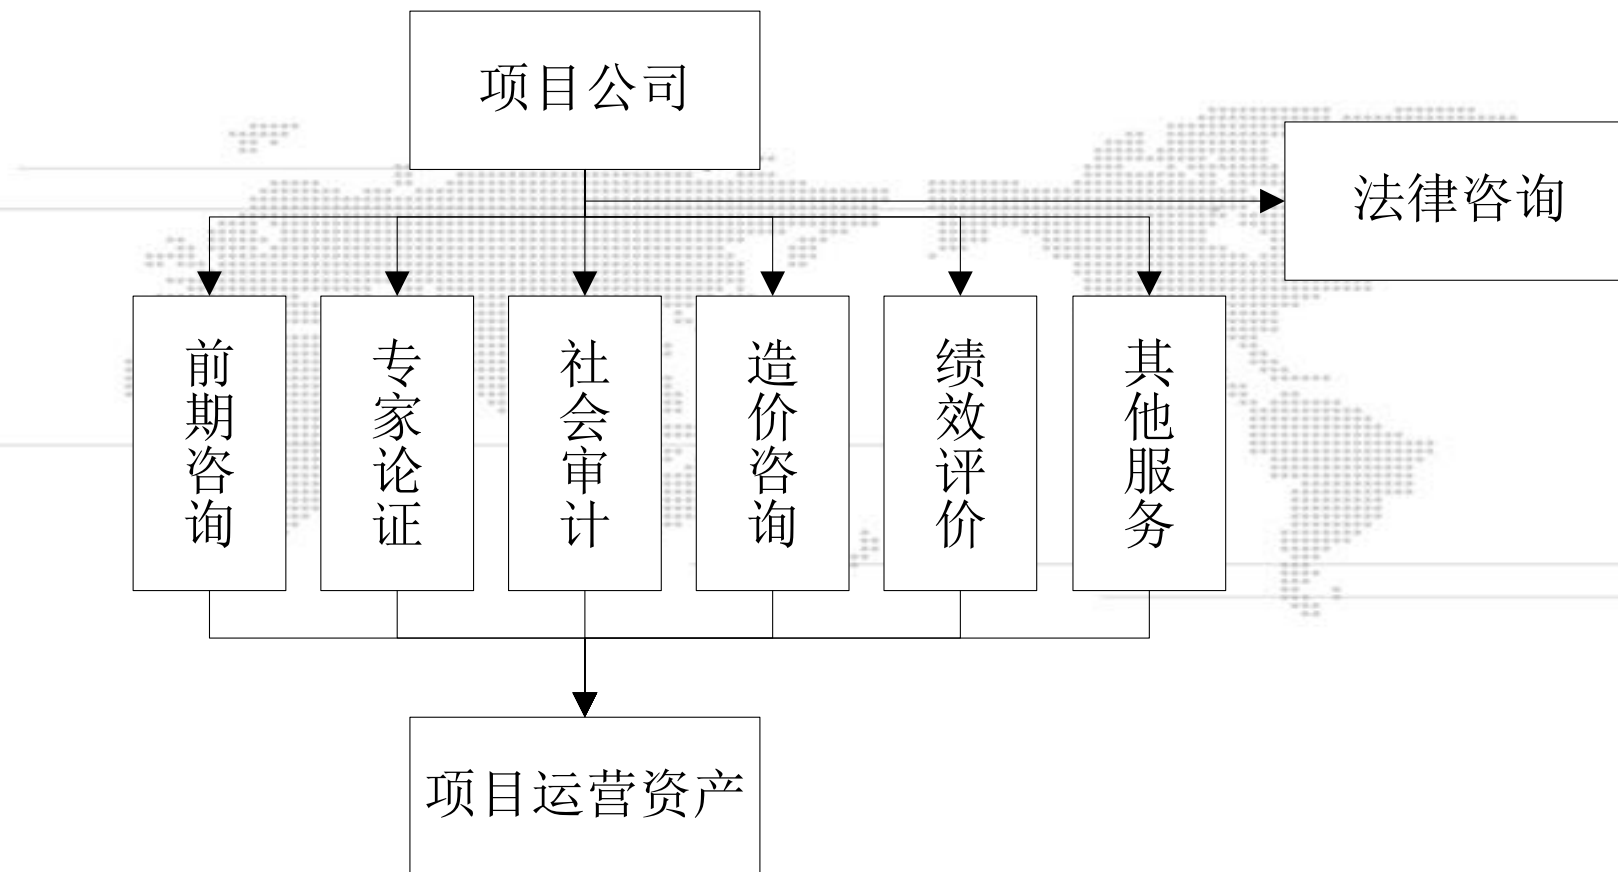 项目公司
法律咨询
前期咨询
专家论证
社会审计
造价咨询
绩效评价
其他服务
项目运营资产